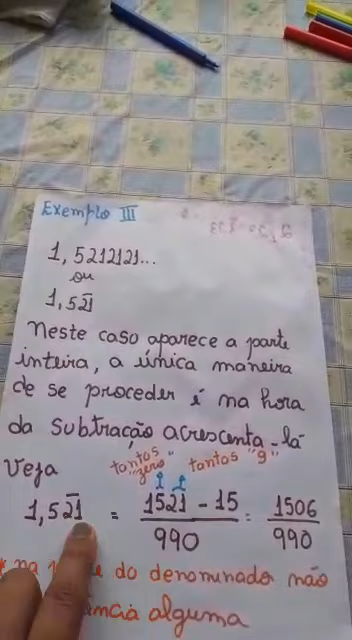 Exemplo III
1, 5212121...
ou
1, 521̅
Neste caso aparece a parte
inteira, a única maneira
de se proceder é na hora
da subtração acrescenta-la
Veja
tantos "zero" tantos "9"
1, 521̅ = 1521 - 15 / 990 = 1506 / 990
do denominador não
alguma